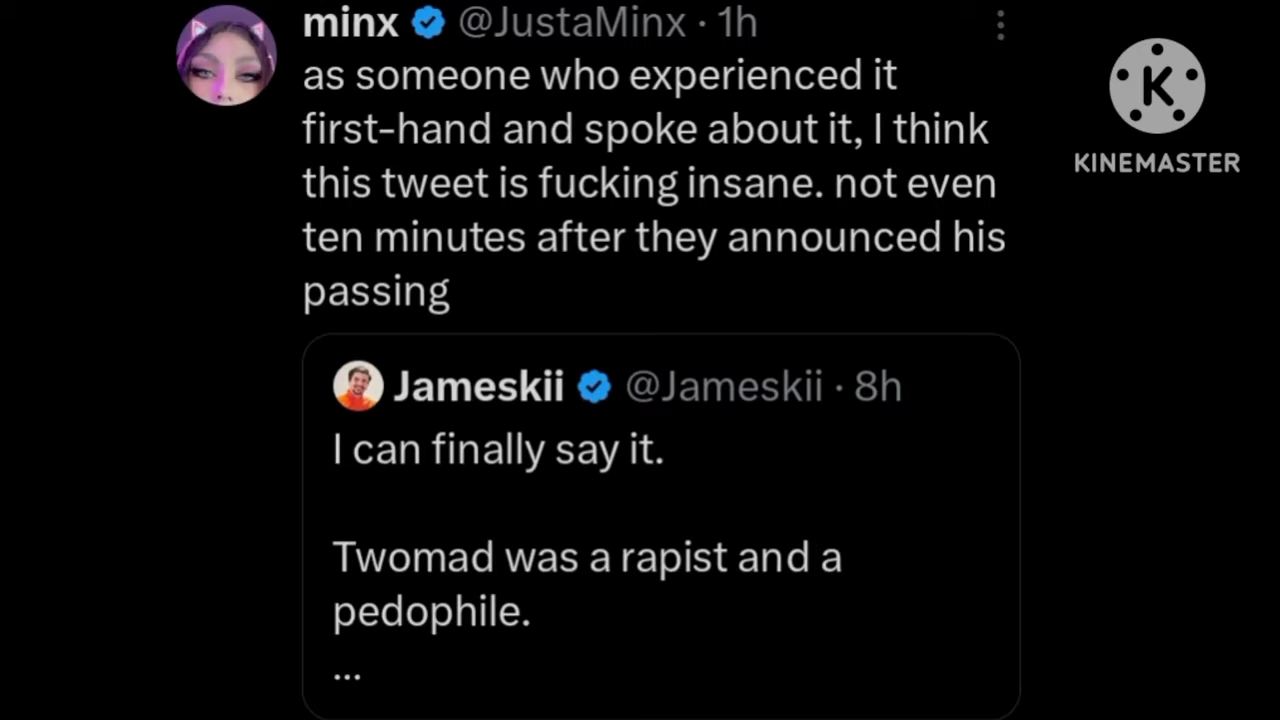 minx @JustaMinx · 1h
as someone who experienced it
first-hand and spoke about it, I think
this tweet is fucking insane. not even
ten minutes after they announced his
passing
Jameskii @Jameskii · 8h
I can finally say it.
Twomad was a rapist and a
pedophile.
...
K
KINEMASTER